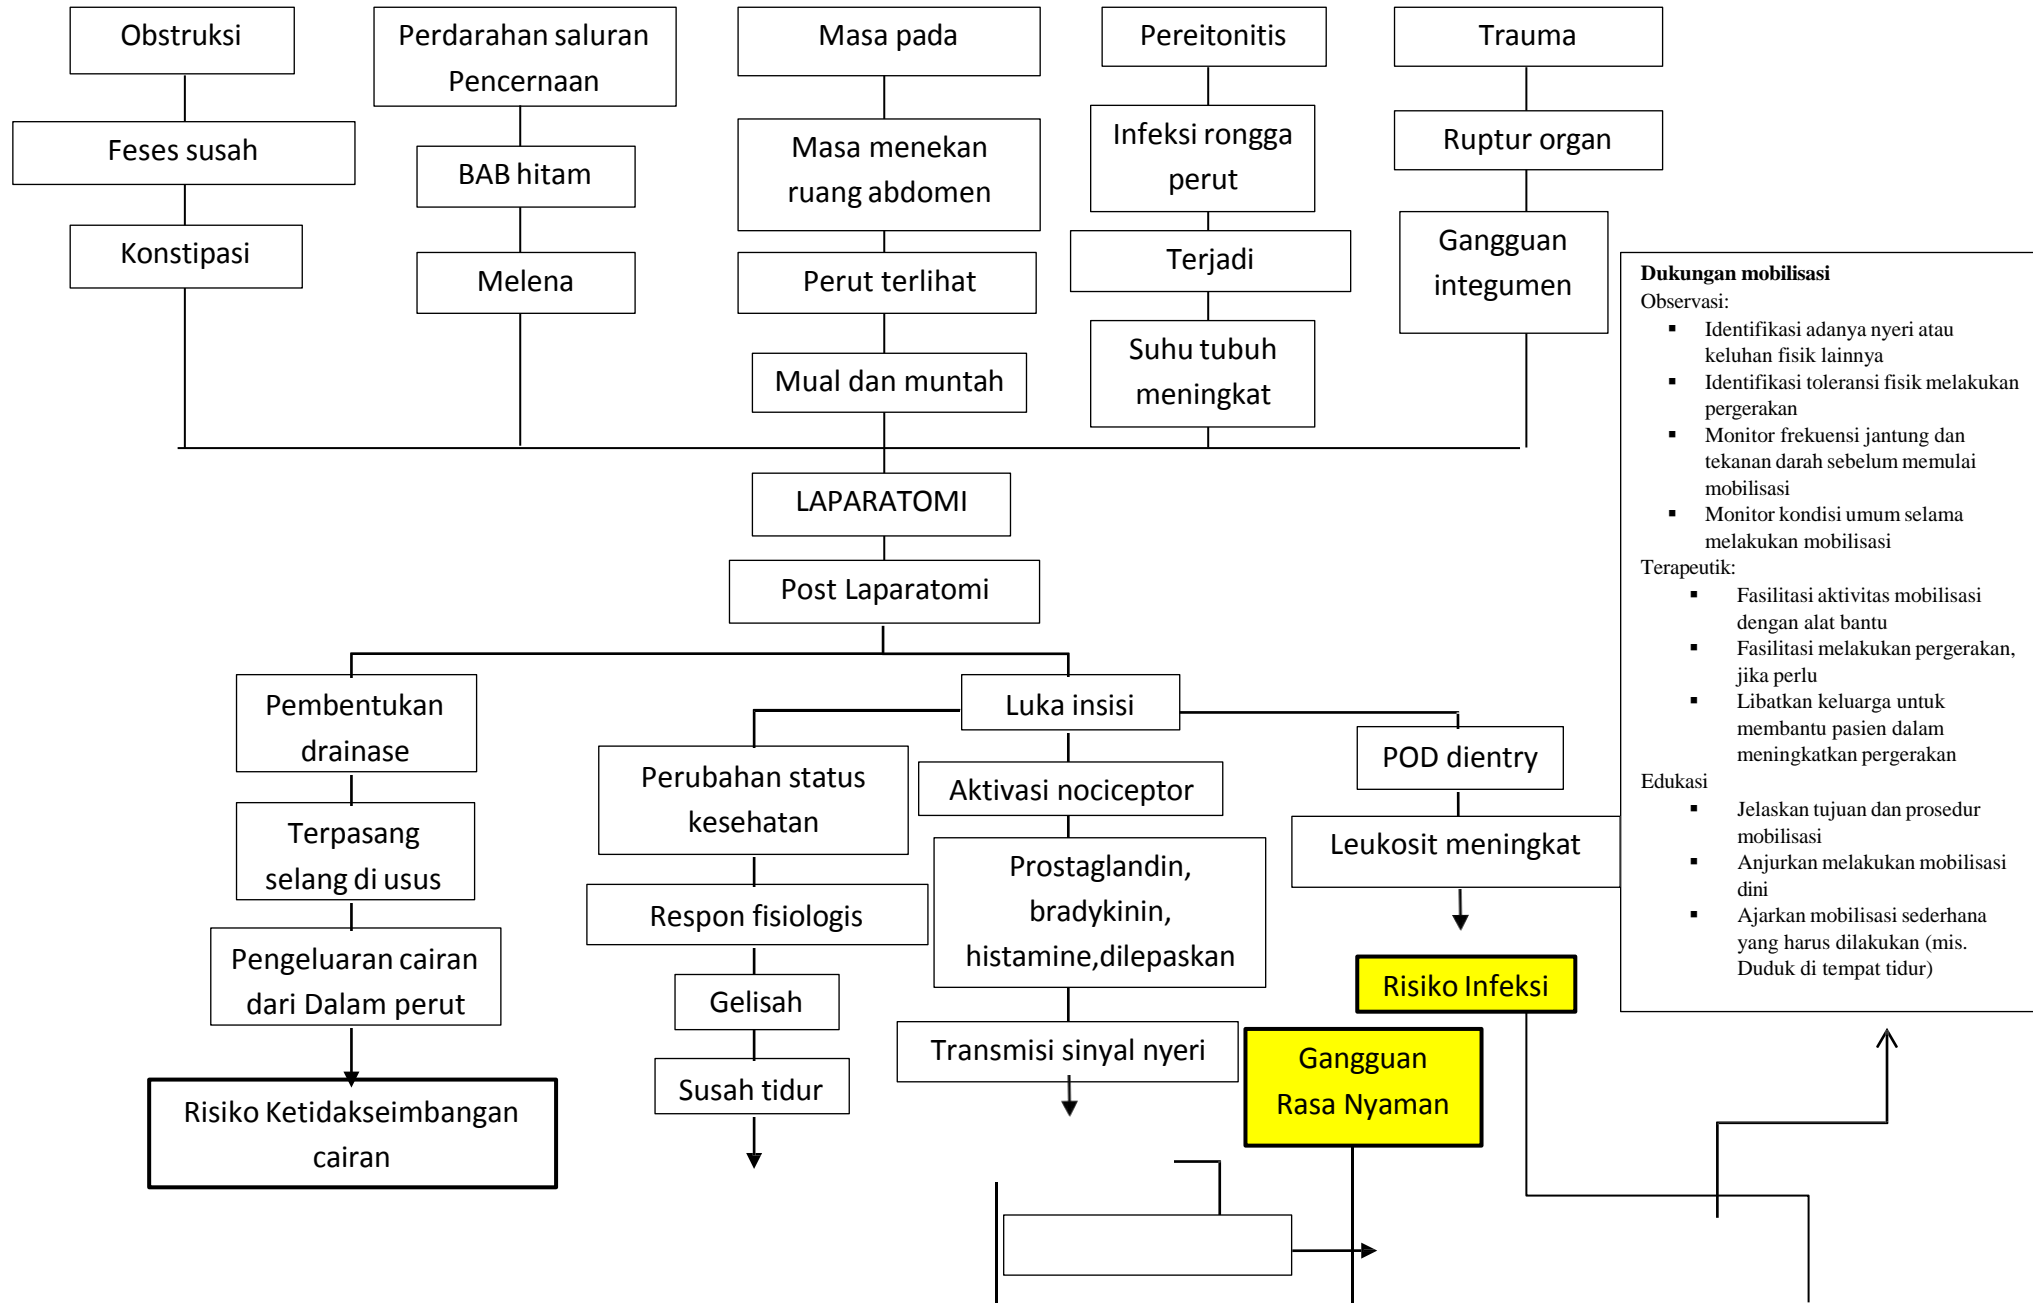 Obstruksi
Perdarahan saluran
Pencernaan
Masa pada
Pereitonitis
Trauma
Feses susah
BAB hitam
Masa menekan
ruang abdomen
Infeksi rongga
perut
Ruptur organ
Konstipasi
Melena
Perut terlihat
Terjadi
Gangguan
integumen
Mual dan muntah
Suhu tubuh
meningkat
LAPARATOMI
Post Laparatomi
Pembentukan
drainase
Luka insisi
Perubahan status
kesehatan
Aktivasi nociceptor
POD dientry
Terpasang
selang di usus
Respon fisiologis
Prostaglandin,
bradykinin,
histamine,dilepaskan
Leukosit meningkat
Pengeluaran cairan
dari Dalam perut
Gelisah
Transmisi sinyal nyeri
Risiko Infeksi
Susah tidur
Gangguan
Rasa Nyaman
Risiko Ketidakseimbangan
cairan
Dukungan mobilisasi
Observasi:
▪ Identifikasi adanya nyeri atau
keluhan fisik lainnya
▪ Identifikasi toleransi fisik melakukan
pergerakan
▪ Monitor frekuensi jantung dan
tekanan darah sebelum memulai
mobilisasi
▪ Monitor kondisi umum selama
melakukan mobilisasi
Terapeutik:
▪ Fasilitasi aktivitas mobilisasi
dengan alat bantu
▪ Fasilitasi melakukan pergerakan,
jika perlu
▪ Libatkan keluarga untuk
membantu pasien dalam
meningkatkan pergerakan
Edukasi
▪ Jelaskan tujuan dan prosedur
mobilisasi
▪ Anjurkan melakukan mobilisasi
dini
▪ Ajarkan mobilisasi sederhana
yang harus dilakukan (mis.
Duduk di tempat tidur)